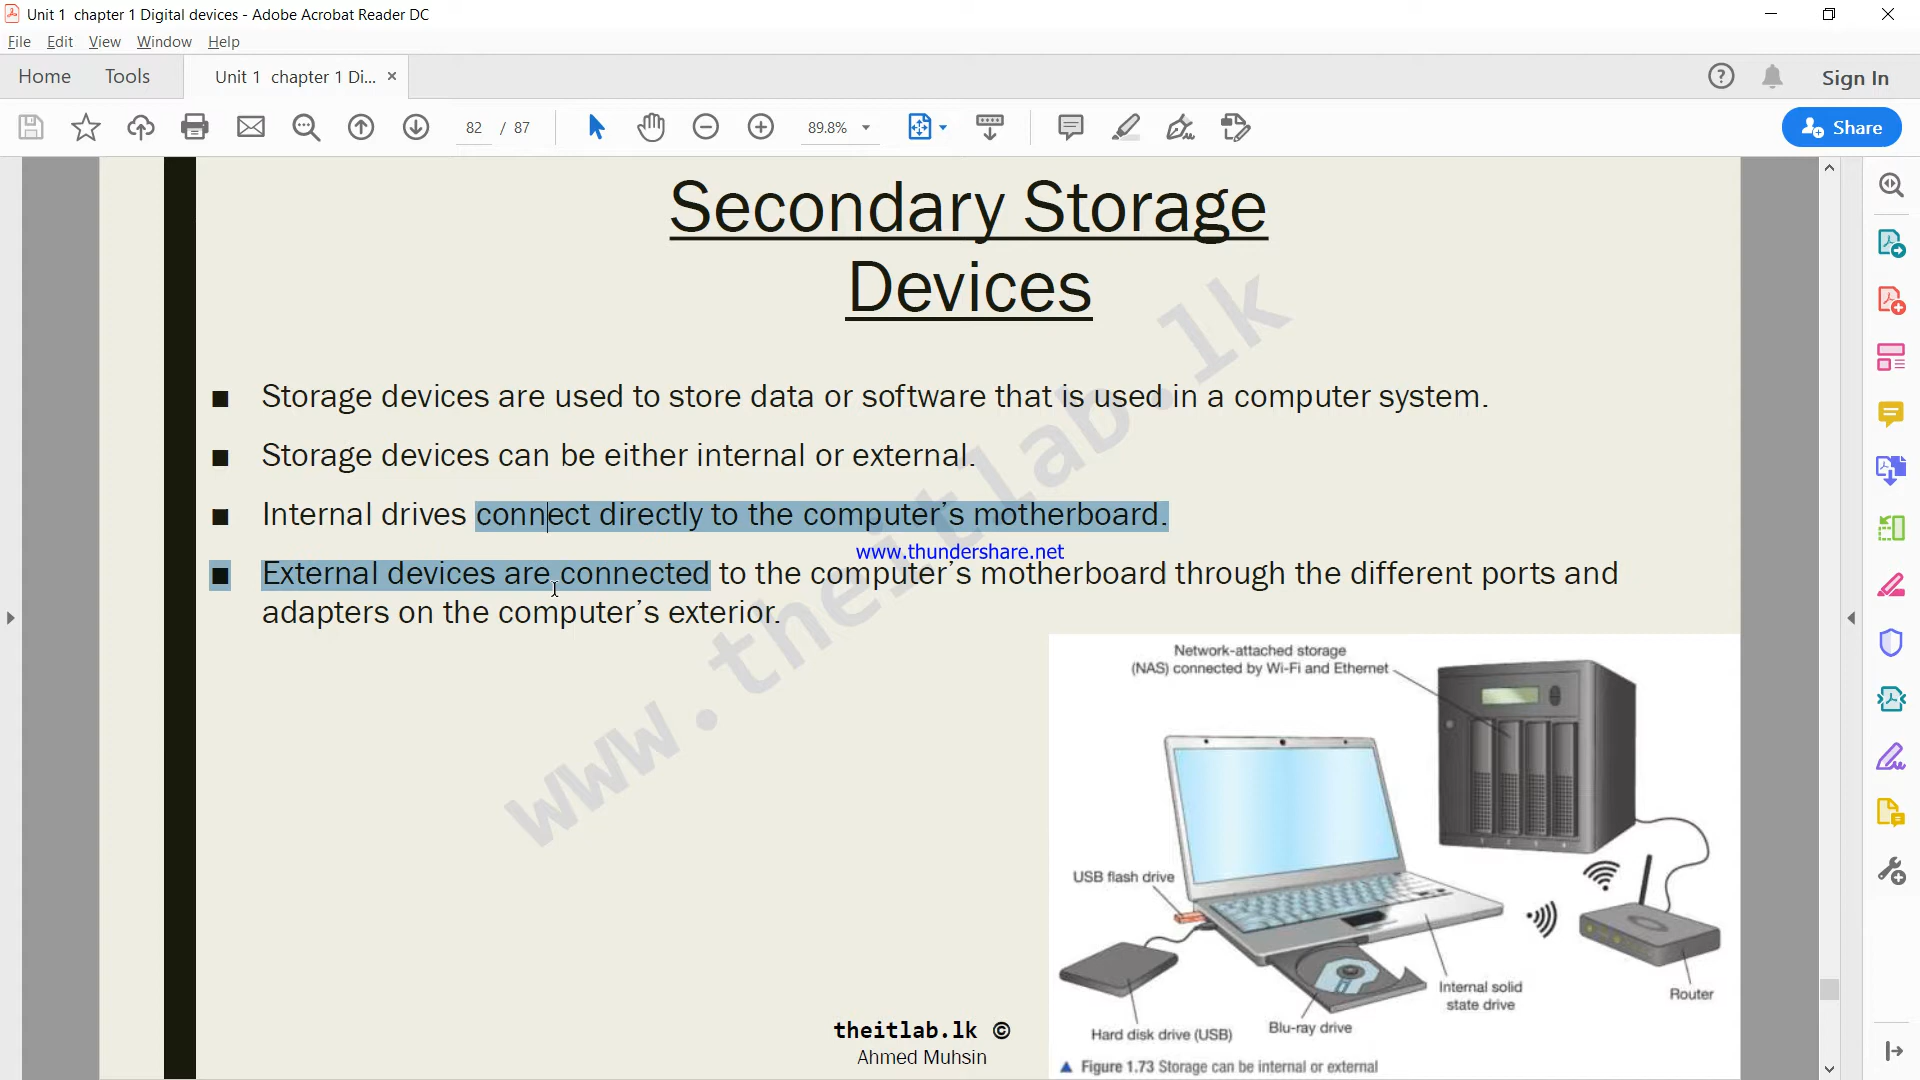 Unit 1 chapter 1 Digital devices - Adobe Acrobat Reader DC
File Edit View Window Help
Home Tools Unit 1 chapter 1 Di... ×
Sign In
82 / 87
89.8%
Share
Secondary Storage
Devices
■ Storage devices are used to store data or software that is used in a computer system.
■ Storage devices can be either internal or external.
■ Internal drives connect directly to the computer’s motherboard.
www.thundershare.net
■ External devices are connected to the computer’s motherboard through the different ports and
adapters on the computer’s exterior.
www.theitlab.lk
Network-attached storage
(NAS) connected by Wi-Fi and Ethernet
USB flash drive
Internal solid
state drive
Router
Blu-ray drive
Hard disk drive (USB)
▲ Figure 1.73 Storage can be internal or external
theitlab.lk ©
Ahmed Muhsin